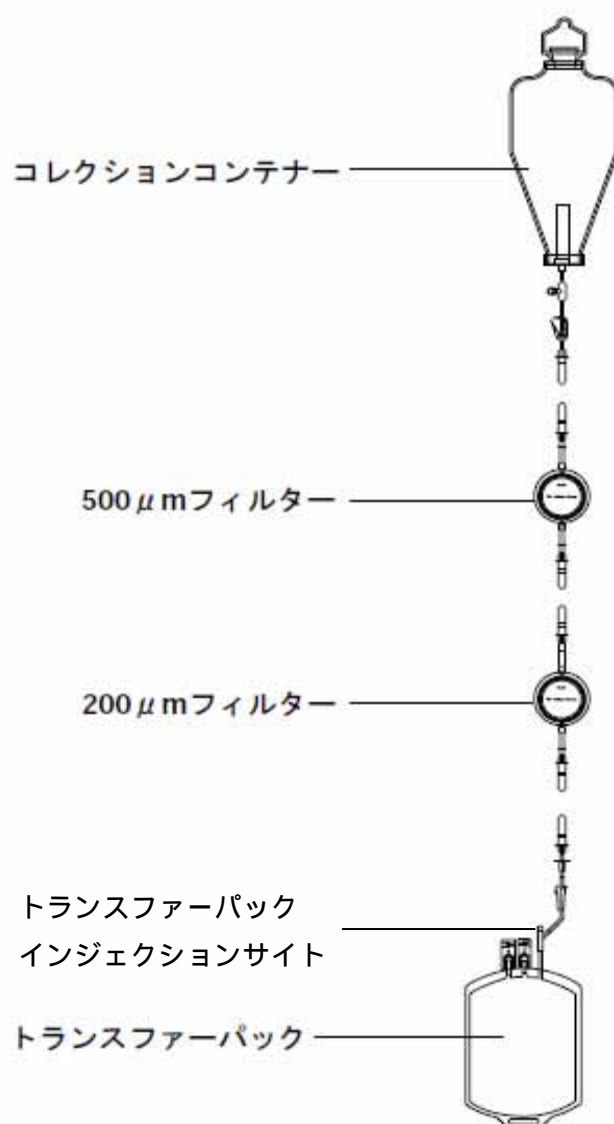 コレクションコンテナー
500μmフィルター
200μmフィルター
トランスファーパック
インジェクションサイト
トランスファーパック